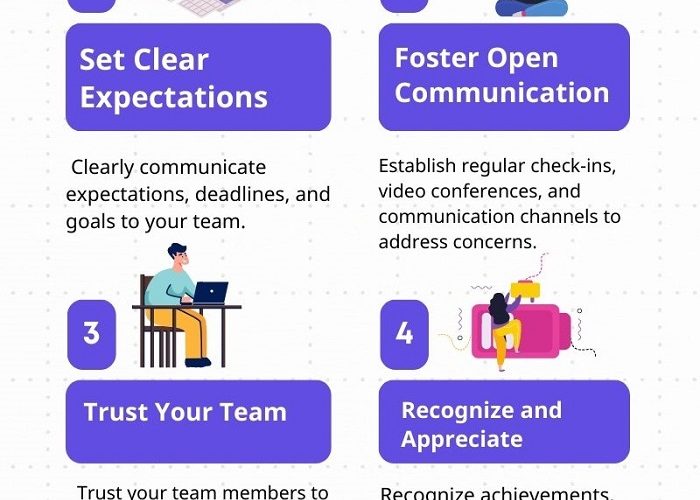 Set Clear
Expectations
Clearly communicate
expectations, deadlines, and
goals to your team.
Foster Open
Communication
Establish regular check-ins,
video conferences, and
communication channels to
address concerns.
3
Trust Your Team
Trust your team members to
4
Recognize and
Appreciate
Recognize achievements,